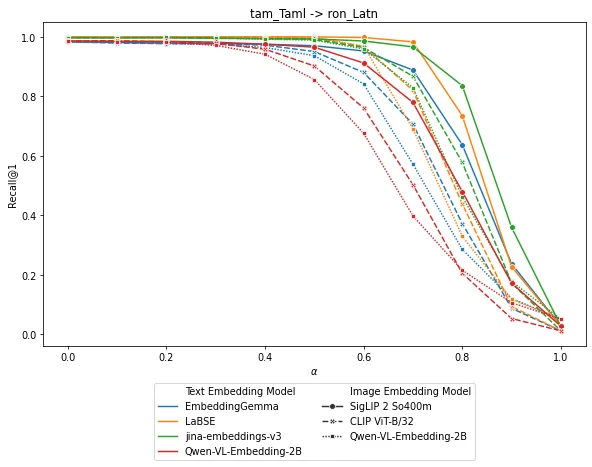 tam_Taml -> ron_Latn
Recall@1
1.0
0.8
0.6
0.4
0.2
0.0
0.0 0.2 0.4 0.6 0.8 1.0
α
Text Embedding Model
EmbeddingGemma
LaBSE
jina-embeddings-v3
Qwen-VL-Embedding-2B
Image Embedding Model
SigLIP 2 So400m
CLIP ViT-B/32
Qwen-VL-Embedding-2B